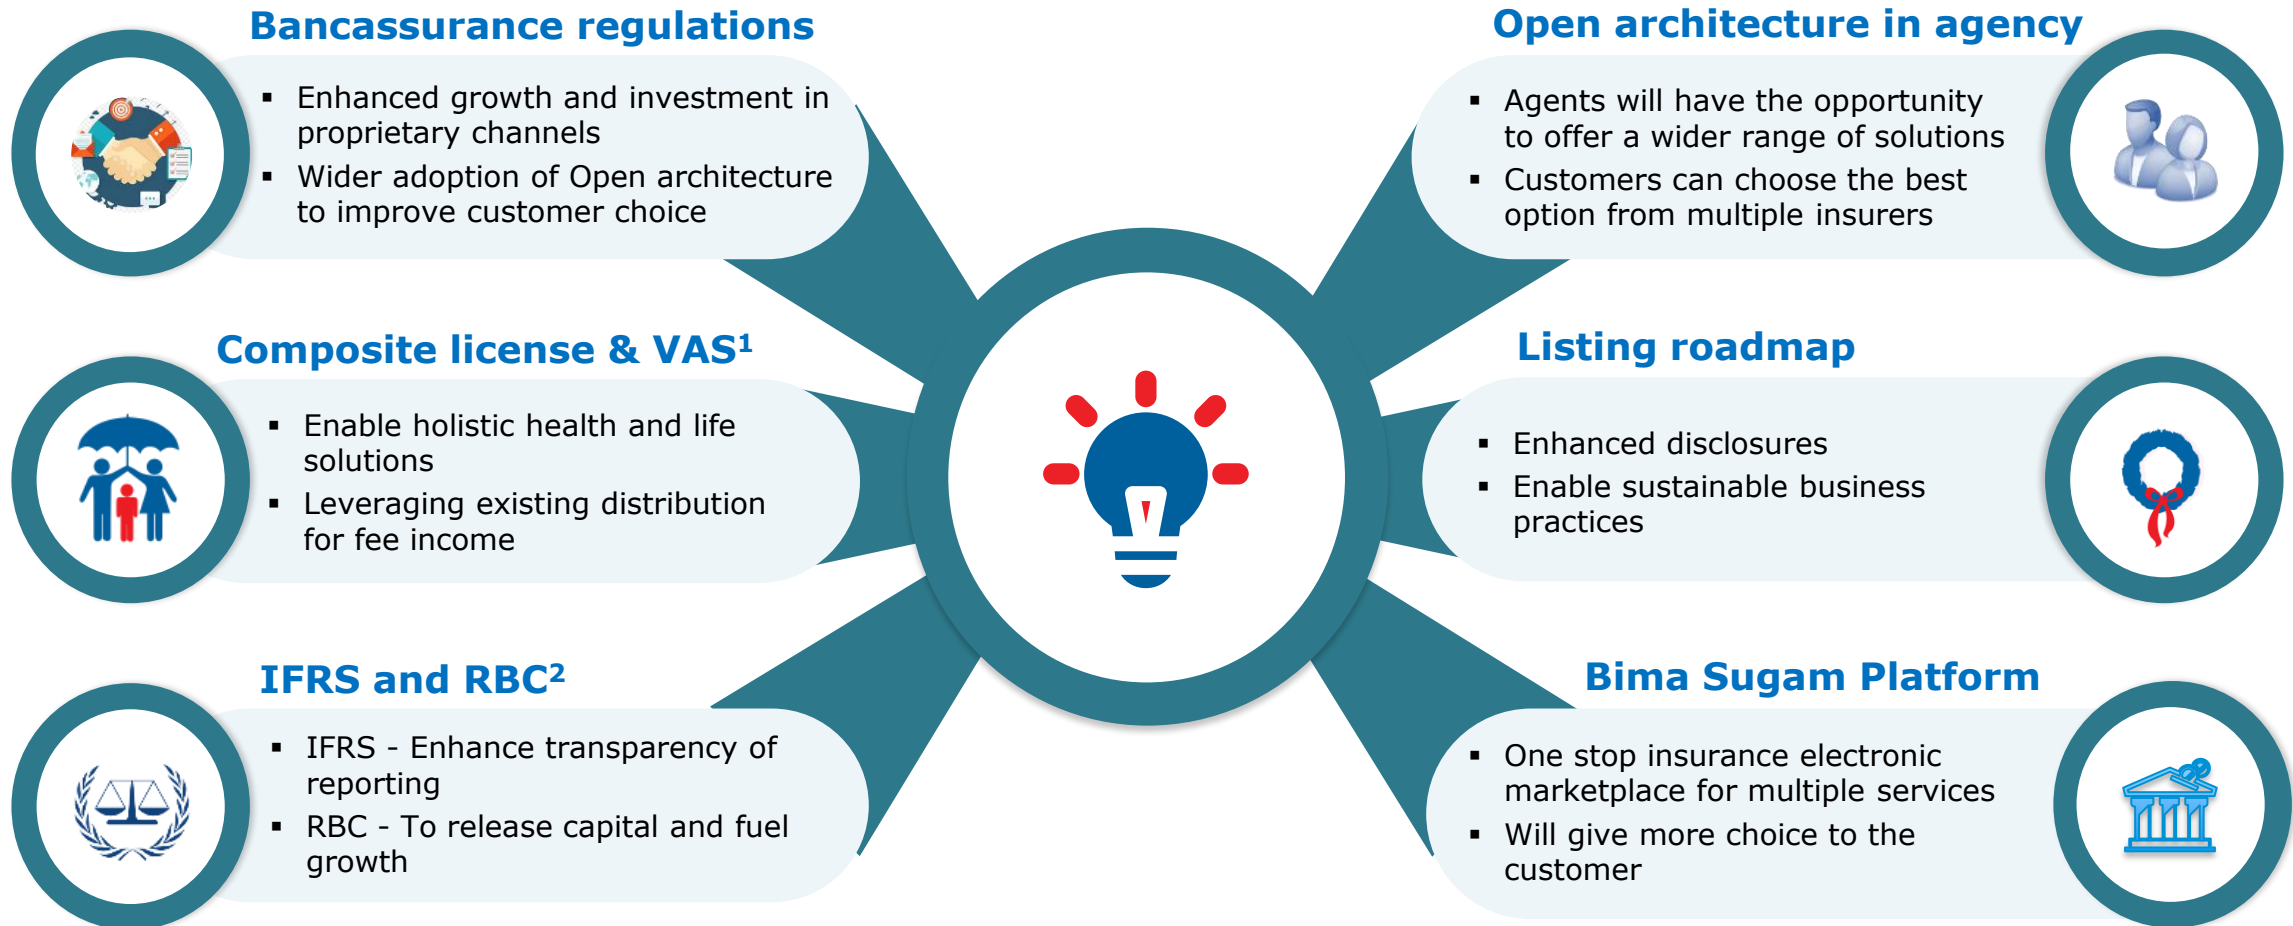 Bancassurance regulations
▪ Enhanced growth and investment in
proprietary channels
▪ Wider adoption of Open architecture
to improve customer choice
Composite license & VAS¹
▪ Enable holistic health and life
solutions
▪ Leveraging existing distribution
for fee income
IFRS and RBC²
▪ IFRS - Enhance transparency of
reporting
▪ RBC - To release capital and fuel
growth
Open architecture in agency
▪ Agents will have the opportunity
to offer a wider range of solutions
▪ Customers can choose the best
option from multiple insurers
Listing roadmap
▪ Enhanced disclosures
▪ Enable sustainable business
practices
Bima Sugam Platform
▪ One stop insurance electronic
marketplace for multiple services
▪ Will give more choice to the
customer